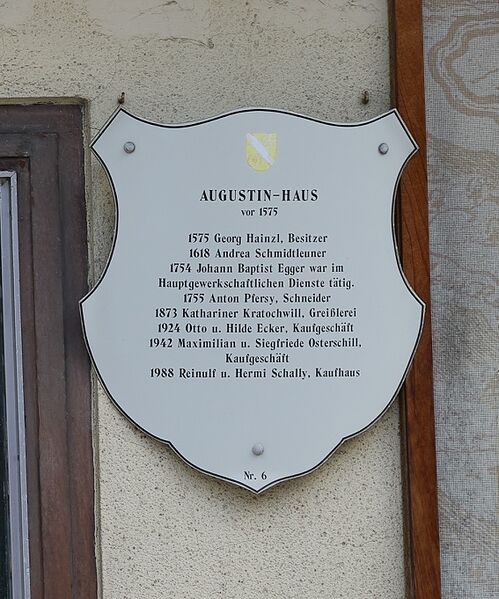 AUGUSTIN-HAUS
vor 1575
1575 Georg Hainzl, Besitzer
1618 Andrea Schmidtleuner
1754 Johann Baptist Egger war im
Hauptgewerkschaftlichen Dienste tätig.
1755 Anton Pfersy, Schneider
1873 Kathariner Kratochwill, Greißlerei
1924 Otto u. Hilde Ecker, Kaufgeschäft
1942 Maximilian u. Siegfriede Osterschill,
Kaufgeschäft
1988 Reinulf u. Hermi Schally, Kaufhaus
Nr. 6